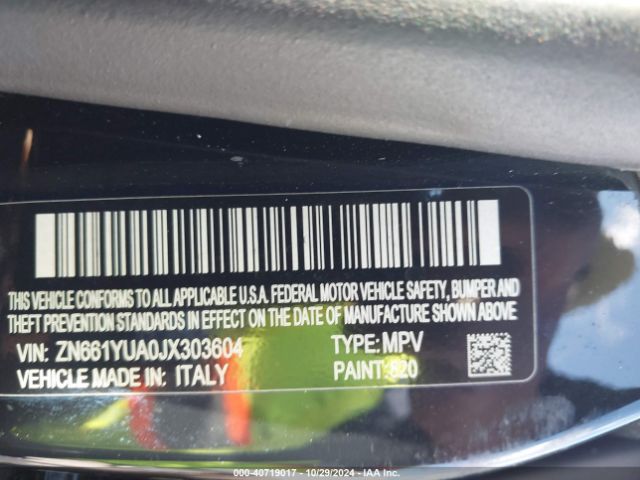 THIS VEHICLE CONFORMS TO ALL APPLICABLE U.S.A. FEDERAL MOTOR VEHICLE SAFETY, BUMPER AND
THEFT PREVENTION STANDARDS IN EFFECT ON THE DATE OF MANUFACTURE SHOWN ABOVE
VIN: ZN661YUA0JX303604 TYPE: MPV
VEHICLE MADE IN: ITALY PAINT: 820
000-40719017 - 10/29/2024 - IAA Inc.